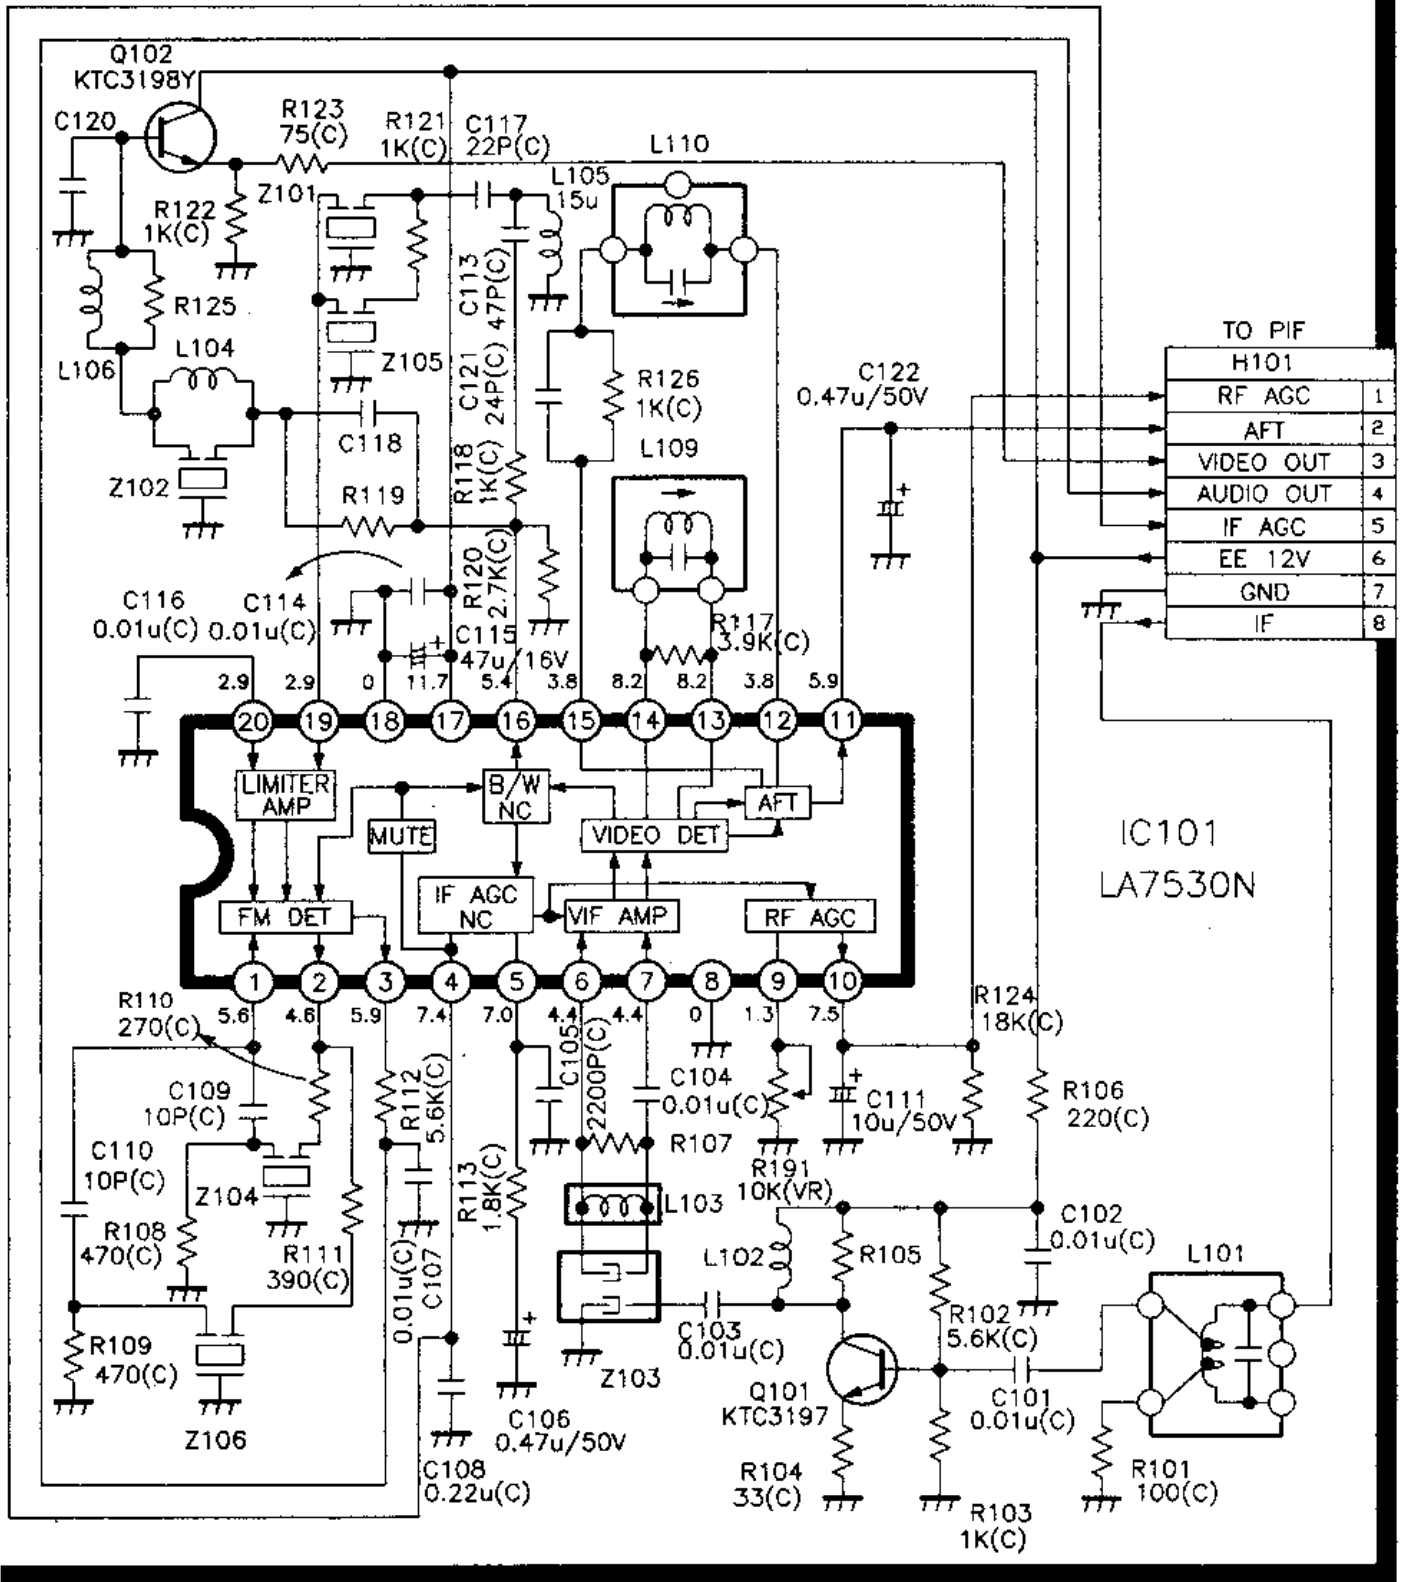 Q102
KTC3198Y
C120
R123
75(C)
R121
1K(C)
C117
22P(C)
L110
Z101
L105
15u
R122
1K(C)
C113
47P(C)
R125
L104
L106
Z105
C121
24P(C)
R126
1K(C)
C122
0.47u/50V
TO PIF
H101
RF AGC 1
AFT 2
VIDEO OUT 3
AUDIO OUT 4
IF AGC 5
EE 12V 6
GND 7
IF 8
C118
L109
Z102
R119
R118
1K(C)
R120
2.7K(C)
C116
0.01u(C)
C114
0.01u(C)
C115
47u/16V
R117
3.9K(C)
2.9 2.9 0 11.7 5.4 3.8 8.2 8.2 3.8 5.9
20 19 18 17 16 15 14 13 12 11
LIMITER
AMP
B/W
NC
AFT
MUTE
VIDEO DET
IC101
LA7530N
IF AGC
NC
FM DET
VIF AMP
RF AGC
1 2 3 4 5 6 7 8 9 10
5.6 4.6 5.9 7.4 7.0 4.4 4.4 0 1.3 7.5
R110
270(C)
R124
18K(C)
C109
10P(C)
R112
5.6K(C)
C105
2200P(C)
C104
0.01u(C)
C111
10u/50V
R106
220(C)
C110
10P(C)
R107
Z104
R113
1.8K(C)
R191
10K(VR)
L103
R108
470(C)
R111
390(C)
0.01u(C)
C107
L102
R105
C102
0.01u(C)
L101
R109
470(C)
C103
0.01u(C)
R102
5.6K(C)
Z103
Q101
KTC3197
C101
0.01u(C)
Z106
C106
0.47u/50V
C108
0.22u(C)
R104
33(C)
R103
1K(C)
R101
100(C)